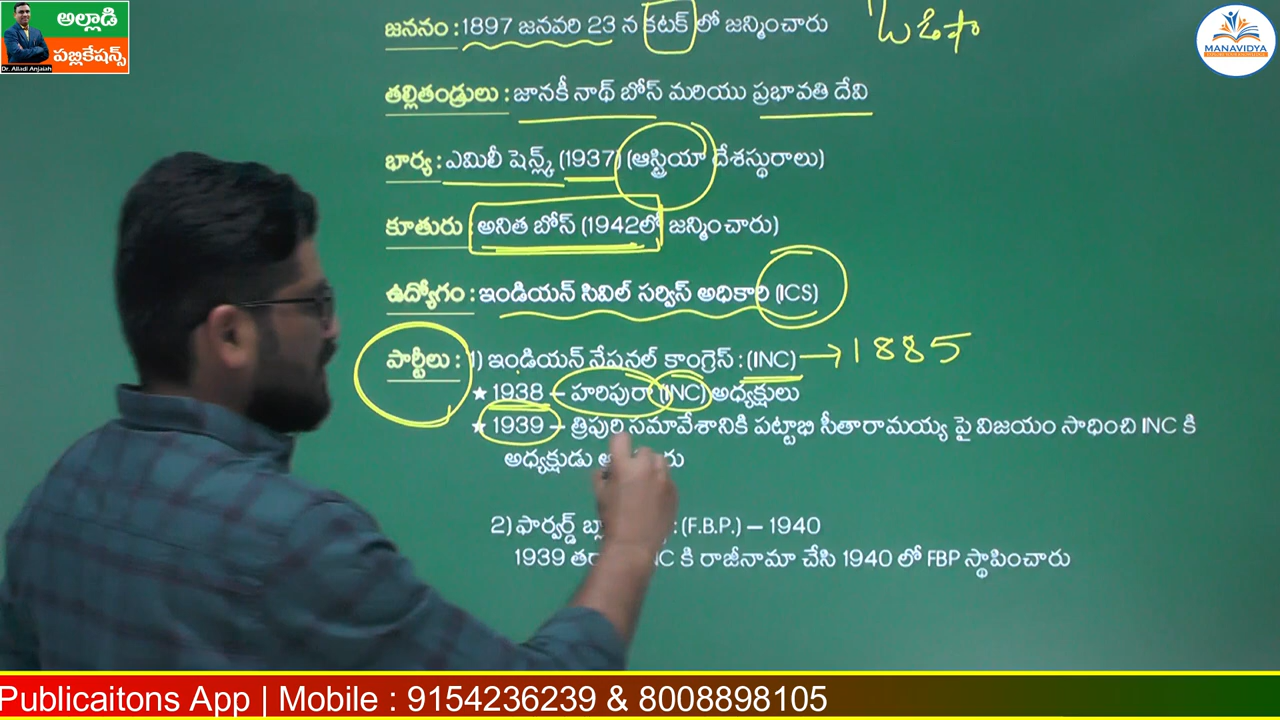 అల్లాడి
పబ్లికేషన్స్
Dr. Alladi Anjaiah
MANAVIDYA
జననం : 1897 జనవరి 23 న కటక్ లో జన్మించారు
ఒడిషా
తల్లితండ్రులు : జానకీ నాథ్ బోస్ మరియు ప్రభావతి దేవి
భార్య : ఎమిలీ షెన్క్ల్ (1937) (ఆస్ట్రియా దేశస్థురాలు)
కూతురు : అనిత బోస్ (1942లో జన్మించారు)
ఉద్యోగం : ఇండియన్ సివిల్ సర్వీస్ అధికారి (ICS)
పార్టీలు : 1) ఇండియన్ నేషనల్ కాంగ్రెస్ : (INC) → 1885
★ 1938 – హరిపురా (INC) అధ్యక్షులు
★ 1939 – త్రిపురి సమావేశానికి పట్టాభి సీతారామయ్య పై విజయం సాధించి INC కి
అధ్యక్షుడు
2) ఫార్వర్డ్ : (F.B.P.) – 1940
1939 కి రాజీనామా చేసి 1940 లో FBP స్థాపించారు
Publicaitons App | Mobile : 9154236239 & 8008898105